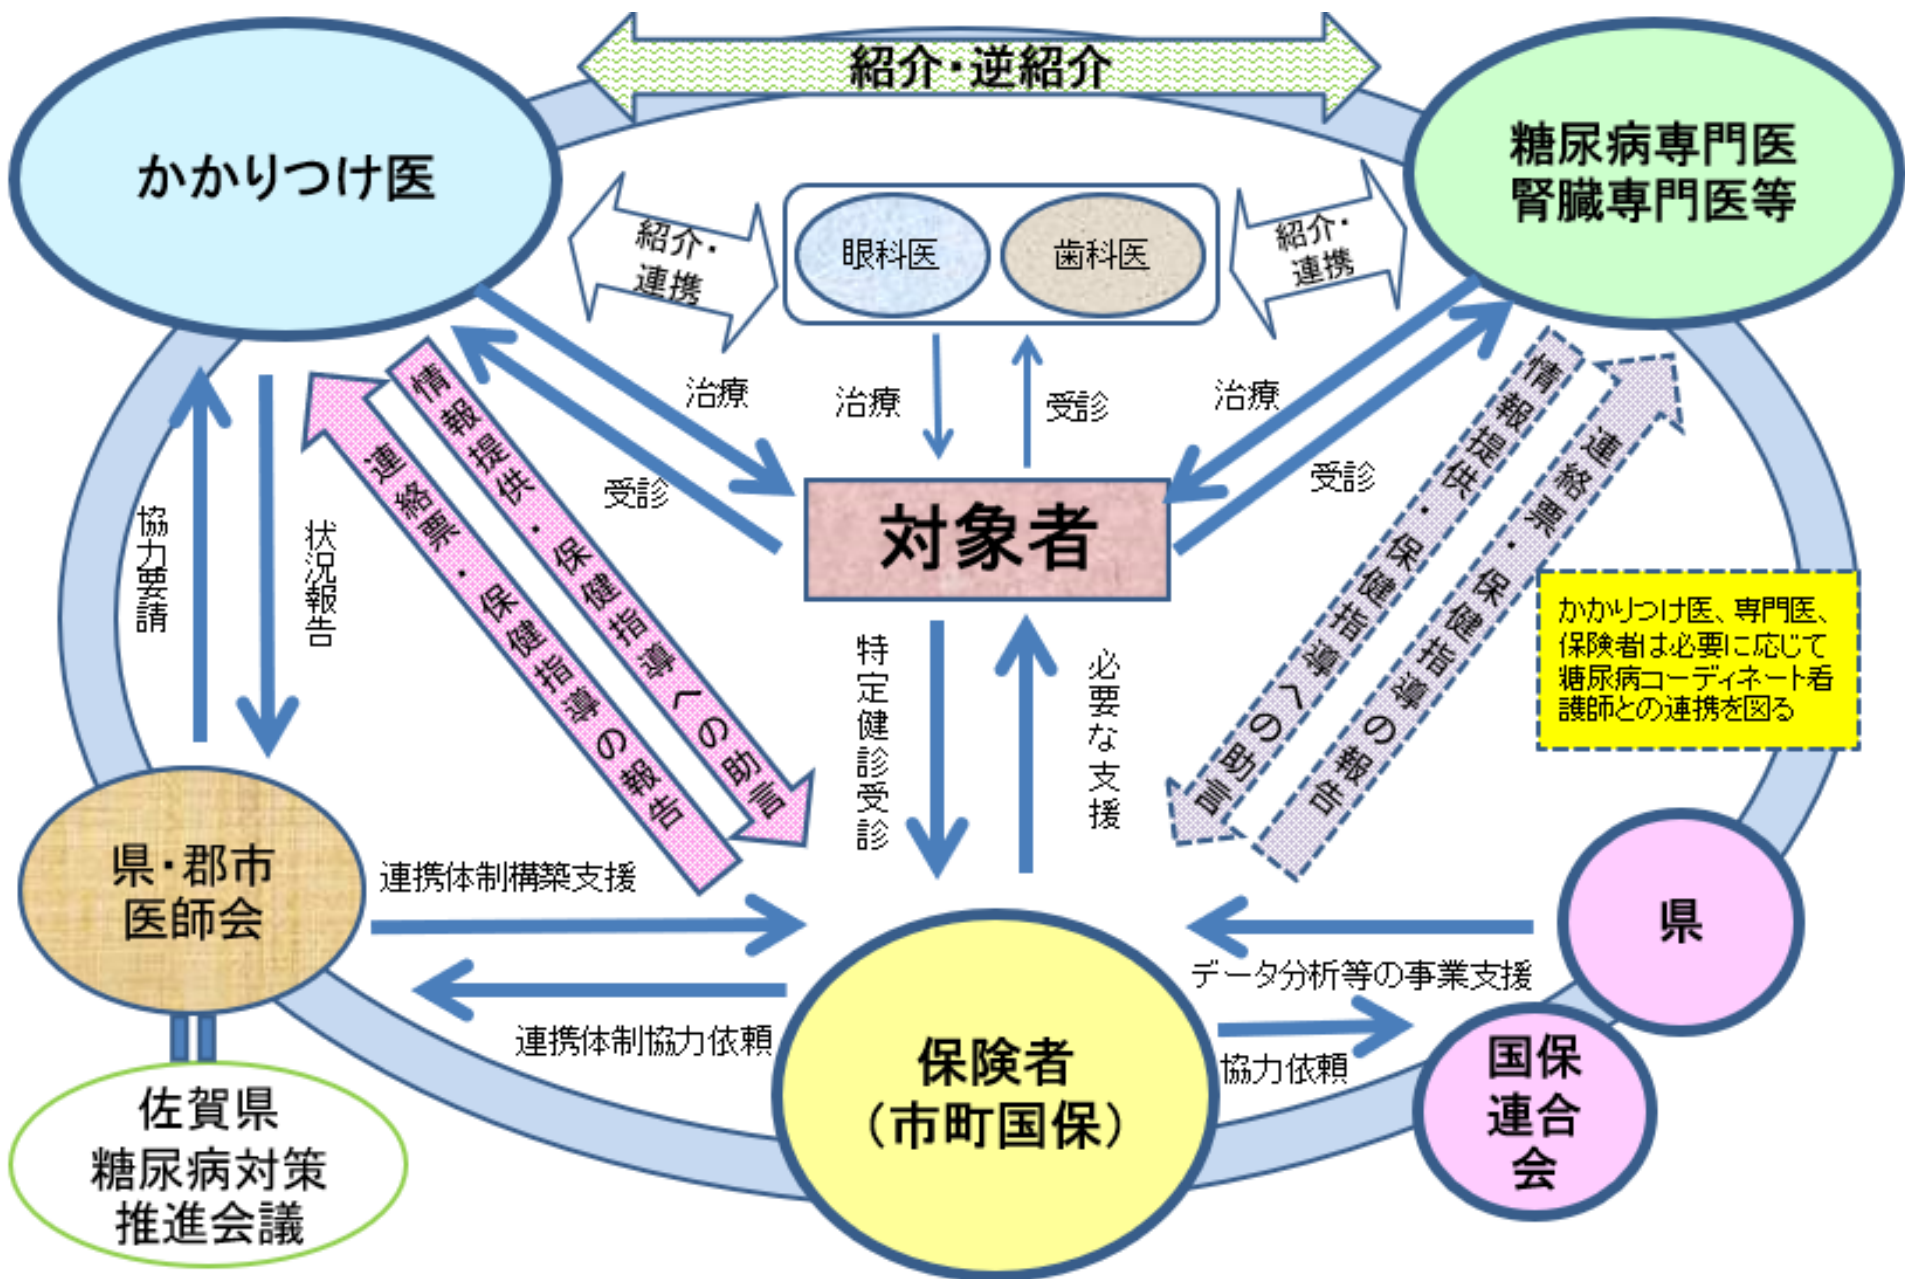 紹介・逆紹介
かかりつけ医
糖尿病専門医
腎臓専門医等
紹介・
連携
眼科医
歯科医
紹介・
連携
治療
治療
受診
治療
受診
受診
情報提供・保健指導への助言
連絡票・保健指導の報告
情報提供・保健指導への助言
連絡票・保健指導の報告
対象者
協力要請
状況報告
かかりつけ医、専門医、
保険者は必要に応じて
糖尿病コーディネート看
護師との連携を図る
特定健診受診
必要な支援
県・郡市
医師会
連携体制構築支援
連携体制協力依頼
県
データ分析等の事業支援
協力依頼
国保
連合
会
保険者
（市町国保）
佐賀県
糖尿病対策
推進会議